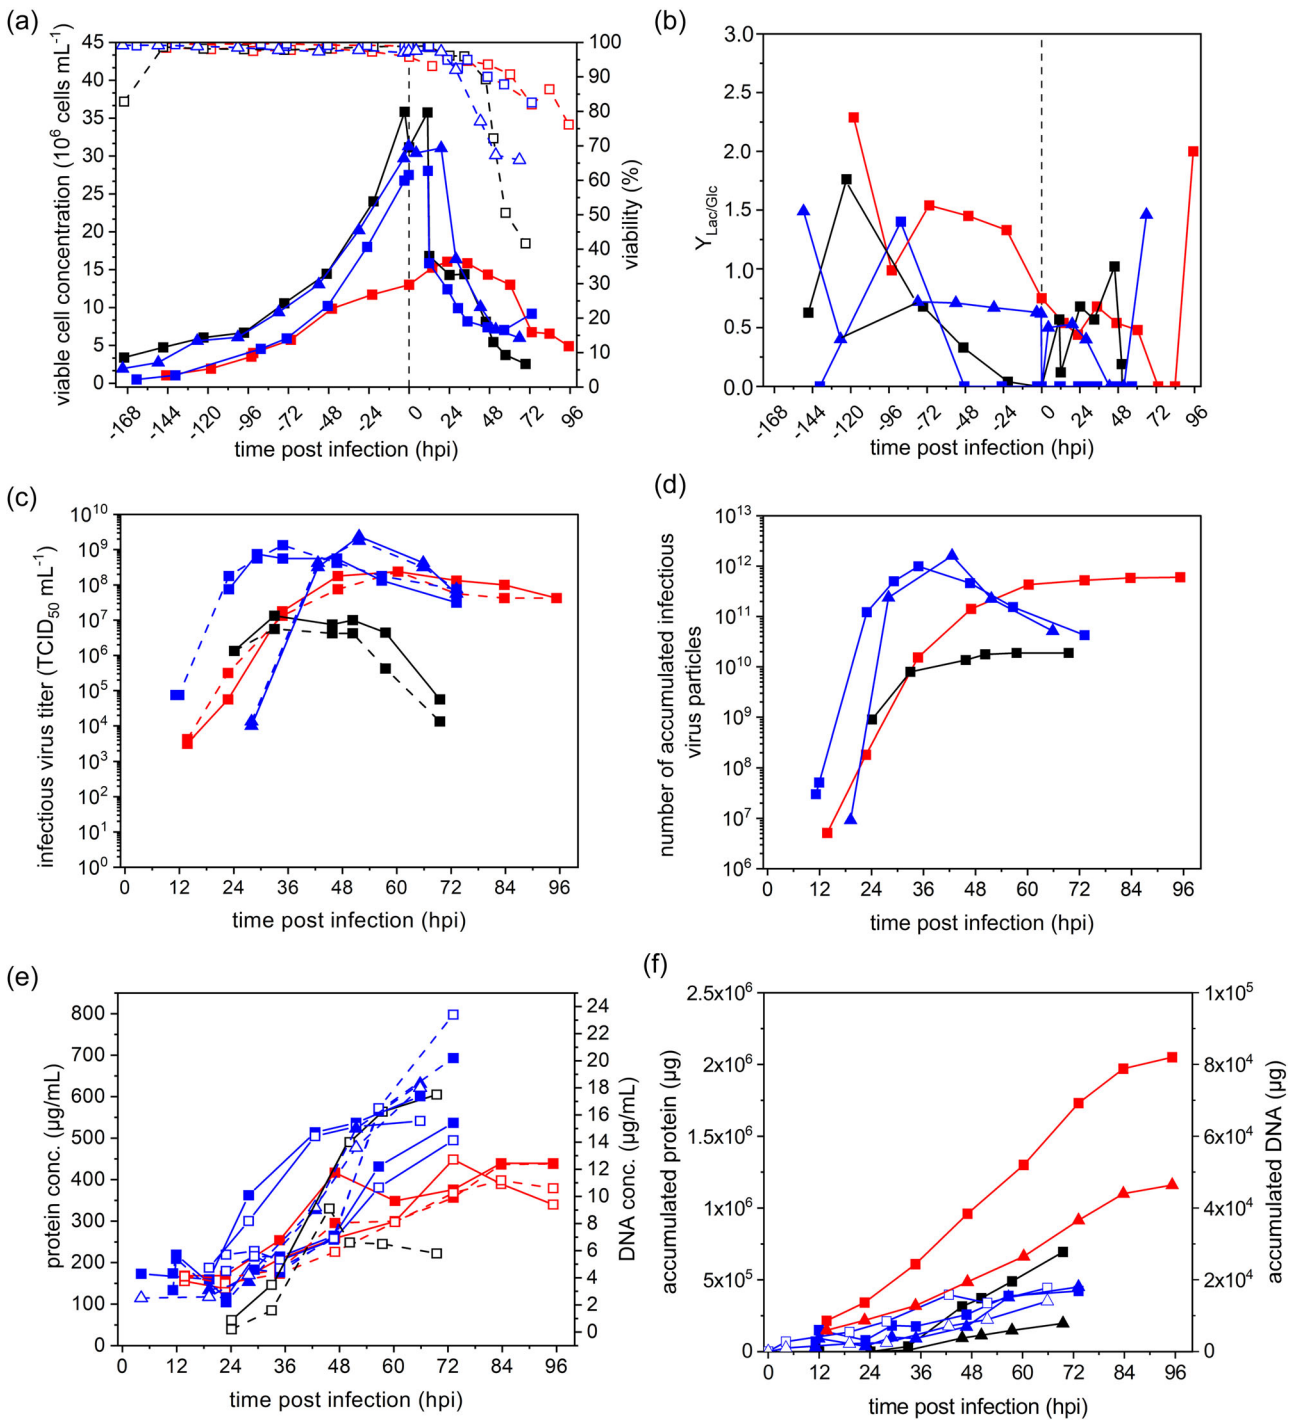 (a)
45
40
35
30
25
20
15
10
5
0
viable cell concentration (10⁶ cells mL⁻¹)
100
90
80
70
60
50
40
30
20
10
0
viability (%)
-168 -144 -120 -96 -72 -48 -24 0 24 48 72 96
time post infection (hpi)
(b)
3.0
2.5
2.0
1.5
1.0
0.5
0.0
Y_Lac/Glc
-168 -144 -120 -96 -72 -48 -24 0 24 48 72 96
time post infection (hpi)
(c)
10¹⁰
10⁹
10⁸
10⁷
10⁶
10⁵
10⁴
10³
10²
10¹
10⁰
infectious virus titer (TCID₅₀ mL⁻¹)
0 12 24 36 48 60 72 84 96
time post infection (hpi)
(d)
10¹³
10¹²
10¹¹
10¹⁰
10⁹
10⁸
10⁷
10⁶
number of accumulated infectious
virus particles
0 12 24 36 48 60 72 84 96
time post infection (hpi)
(e)
800
700
600
500
400
300
200
100
0
protein conc. (µg/mL)
24
22
20
18
16
14
12
10
8
6
4
2
0
DNA conc. (µg/mL)
0 12 24 36 48 60 72 84 96
time post infection (hpi)
(f)
2.5x10⁶
2x10⁶
1.5x10⁶
1x10⁶
5x10⁵
0
accumulated protein (µg)
1x10⁵
8x10⁴
6x10⁴
4x10⁴
2x10⁴
0
accumulated DNA (µg)
0 12 24 36 48 60 72 84 96
time post infection (hpi)